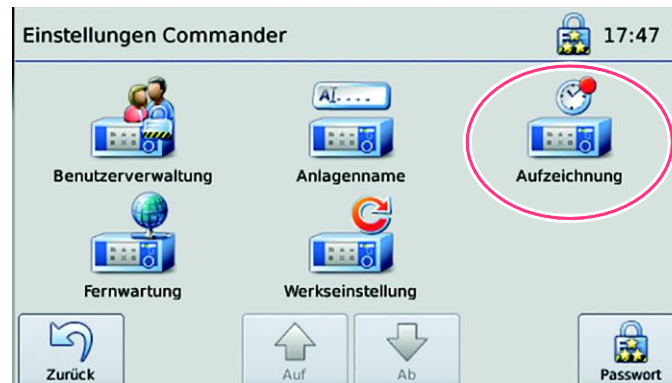 Einstellungen Commander
17:47
AI....
Benutzerverwaltung
Anlagenname
Aufzeichnung
Fernwartung
Werkseinstellung
Zurück
Auf
Ab
Passwort